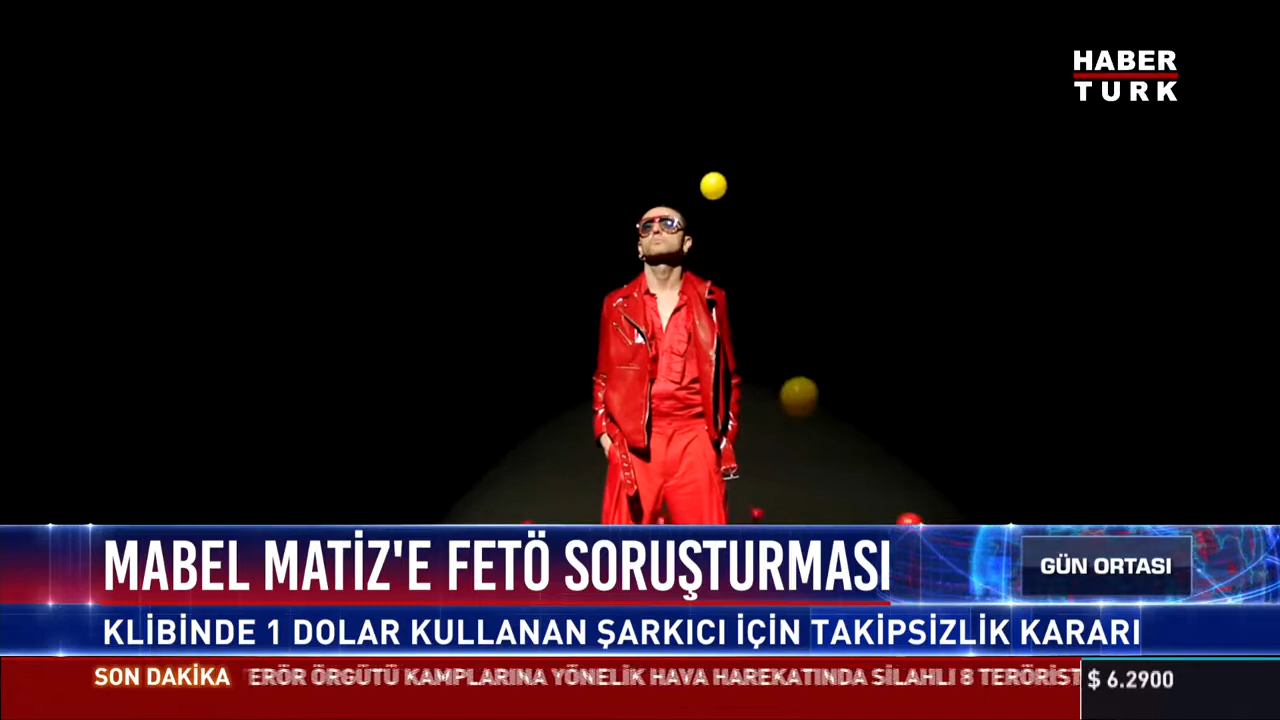 HABER
TURK
MABEL MATİZ'E FETÖ SORUŞTURMASI
GÜN ORTASI
KLİBİNDE 1 DOLAR KULLANAN ŞARKICI İÇİN TAKİPSİZLİK KARARI
SON DAKİKA ERÖR ÖRGÜTÜ KAMPLARINA YÖNELİK HAVA HAREKATINDA SİLAHLI 8 TERÖRİST $ 6.2900